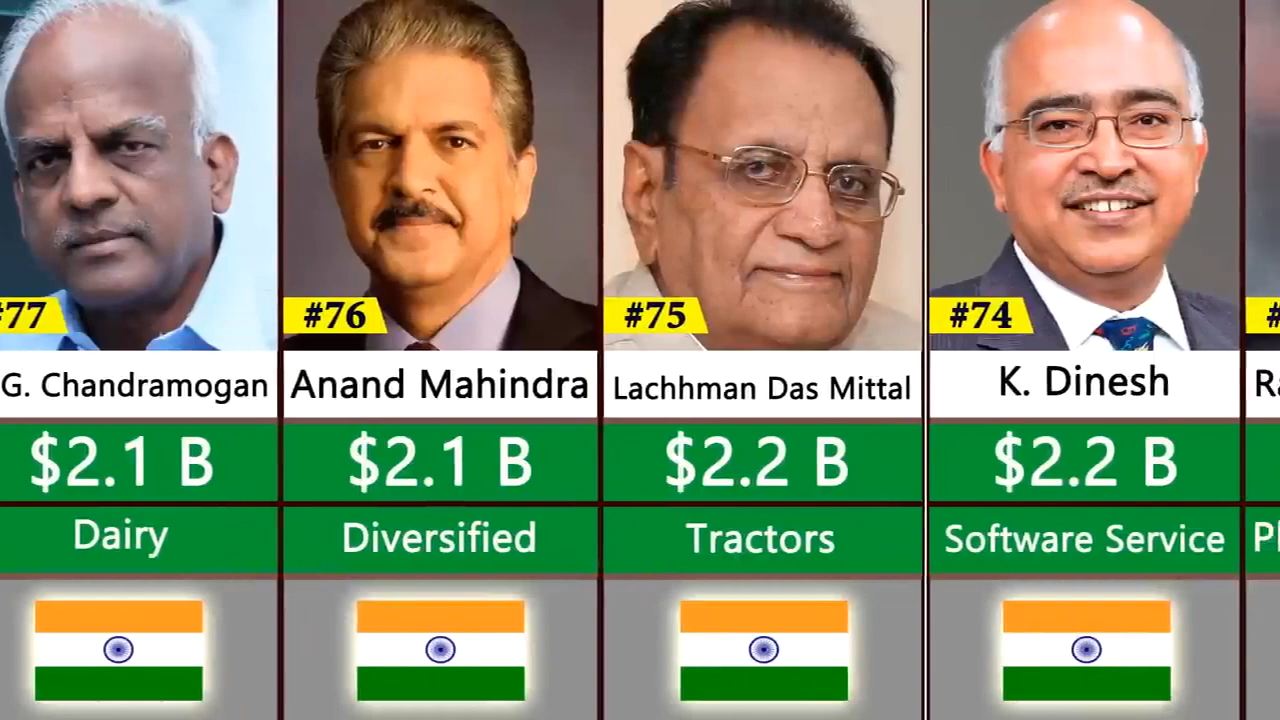 #77
G. Chandramogan
$2.1 B
Dairy
#76
Anand Mahindra
$2.1 B
Diversified
#75
Lachhman Das Mittal
$2.2 B
Tractors
#74
K. Dinesh
$2.2 B
Software Service